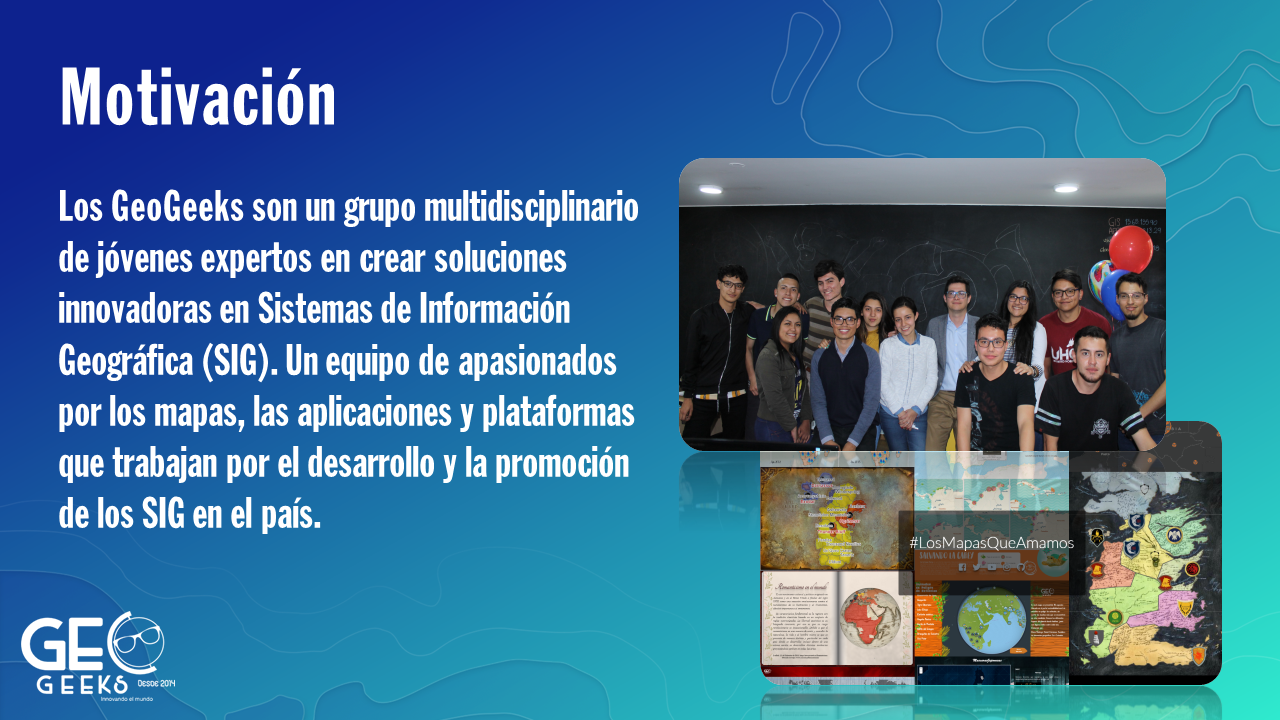 Motivación
Los GeoGeeks son un grupo multidisciplinario
de jóvenes expertos en crear soluciones
innovadoras en Sistemas de Información
Geográfica (SIG). Un equipo de apasionados
por los mapas, las aplicaciones y plataformas
que trabajan por el desarrollo y la promoción
de los SIG en el país.
#LosMapasQueAmamos
GEO
GEEKS
Desde 2014
Innovando el mundo